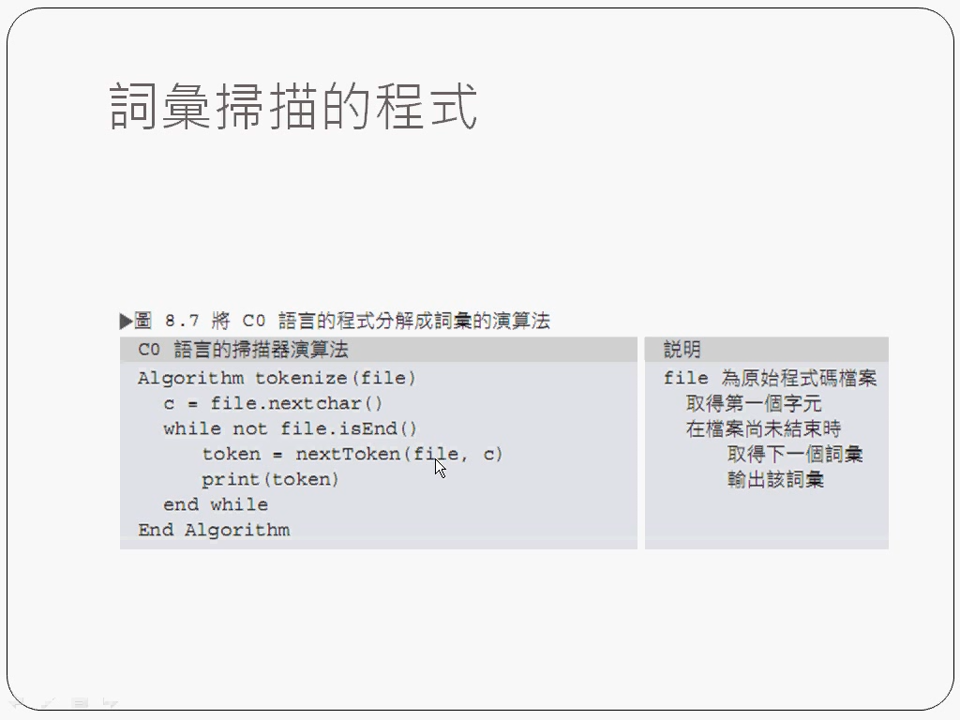 詞彙掃描的程式
▶圖 8.7 將 C0 語言的程式分解成詞彙的演算法
C0 語言的掃描器演算法
Algorithm tokenize(file)
c = file.nextchar()
while not file.isEnd()
token = nextToken(file, c)
print(token)
end while
End Algorithm
說明
file 為原始程式碼檔案
取得第一個字元
在檔案尚未結束時
取得下一個詞彙
輸出該詞彙